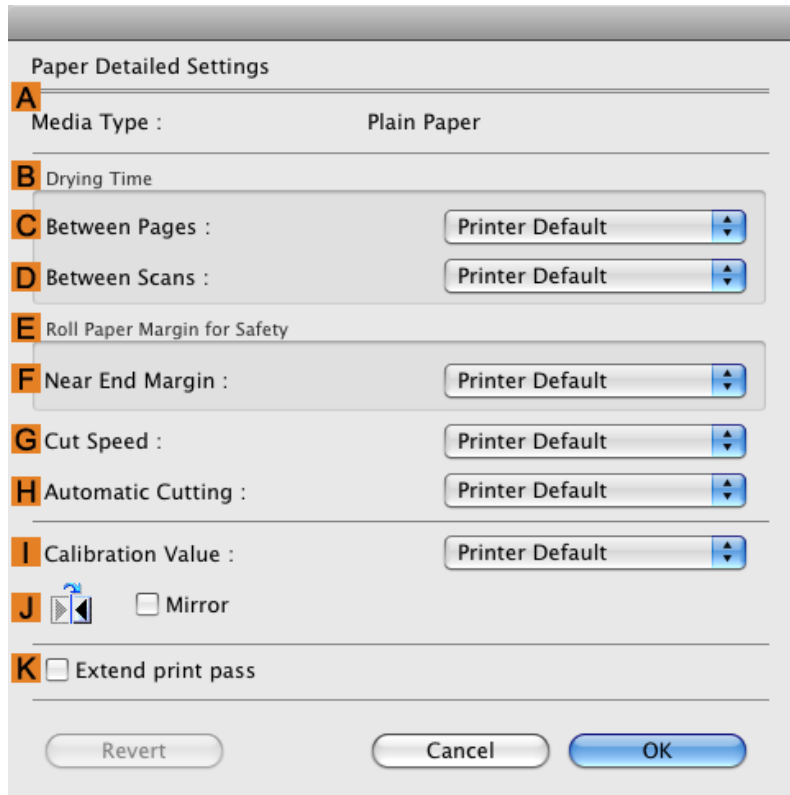 Paper Detailed Settings
A
Media Type : Plain Paper
B Drying Time
C Between Pages : Printer Default
D Between Scans : Printer Default
E Roll Paper Margin for Safety
F Near End Margin : Printer Default
G Cut Speed : Printer Default
H Automatic Cutting : Printer Default
I Calibration Value : Printer Default
J Mirror
K Extend print pass
Revert Cancel OK